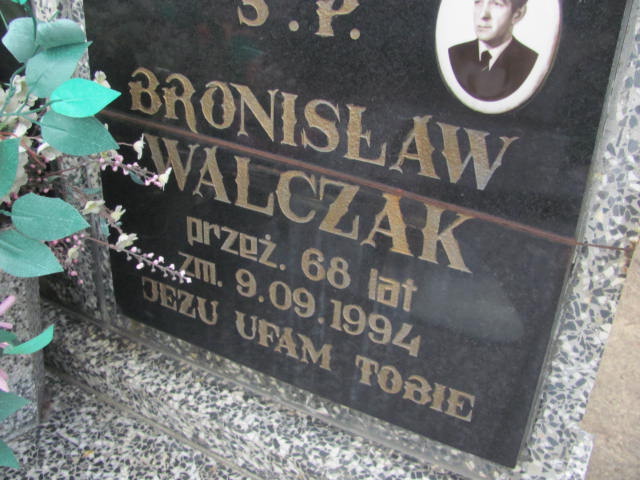 Ś.P.
BRONISŁAW
WALCZAK
przeż. 68 lat
zm. 9.09.1994
JEZU UFAM TOBIE